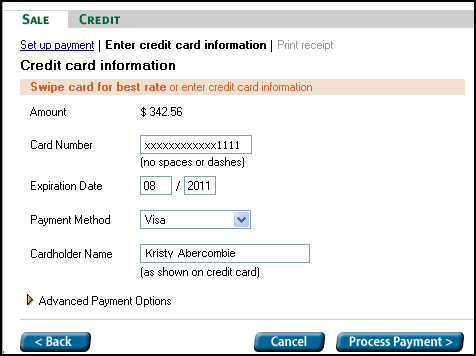 SALE CREDIT
Set up payment | Enter credit card information | Print receipt
Credit card information
Swipe card for best rate or enter credit card information
Amount $ 342.56
Card Number xxxxxxxxxxxx1111
(no spaces or dashes)
Expiration Date 08 / 2011
Payment Method Visa
Cardholder Name Kristy Abercombie
(as shown on credit card)
Advanced Payment Options
< Back Cancel Process Payment >